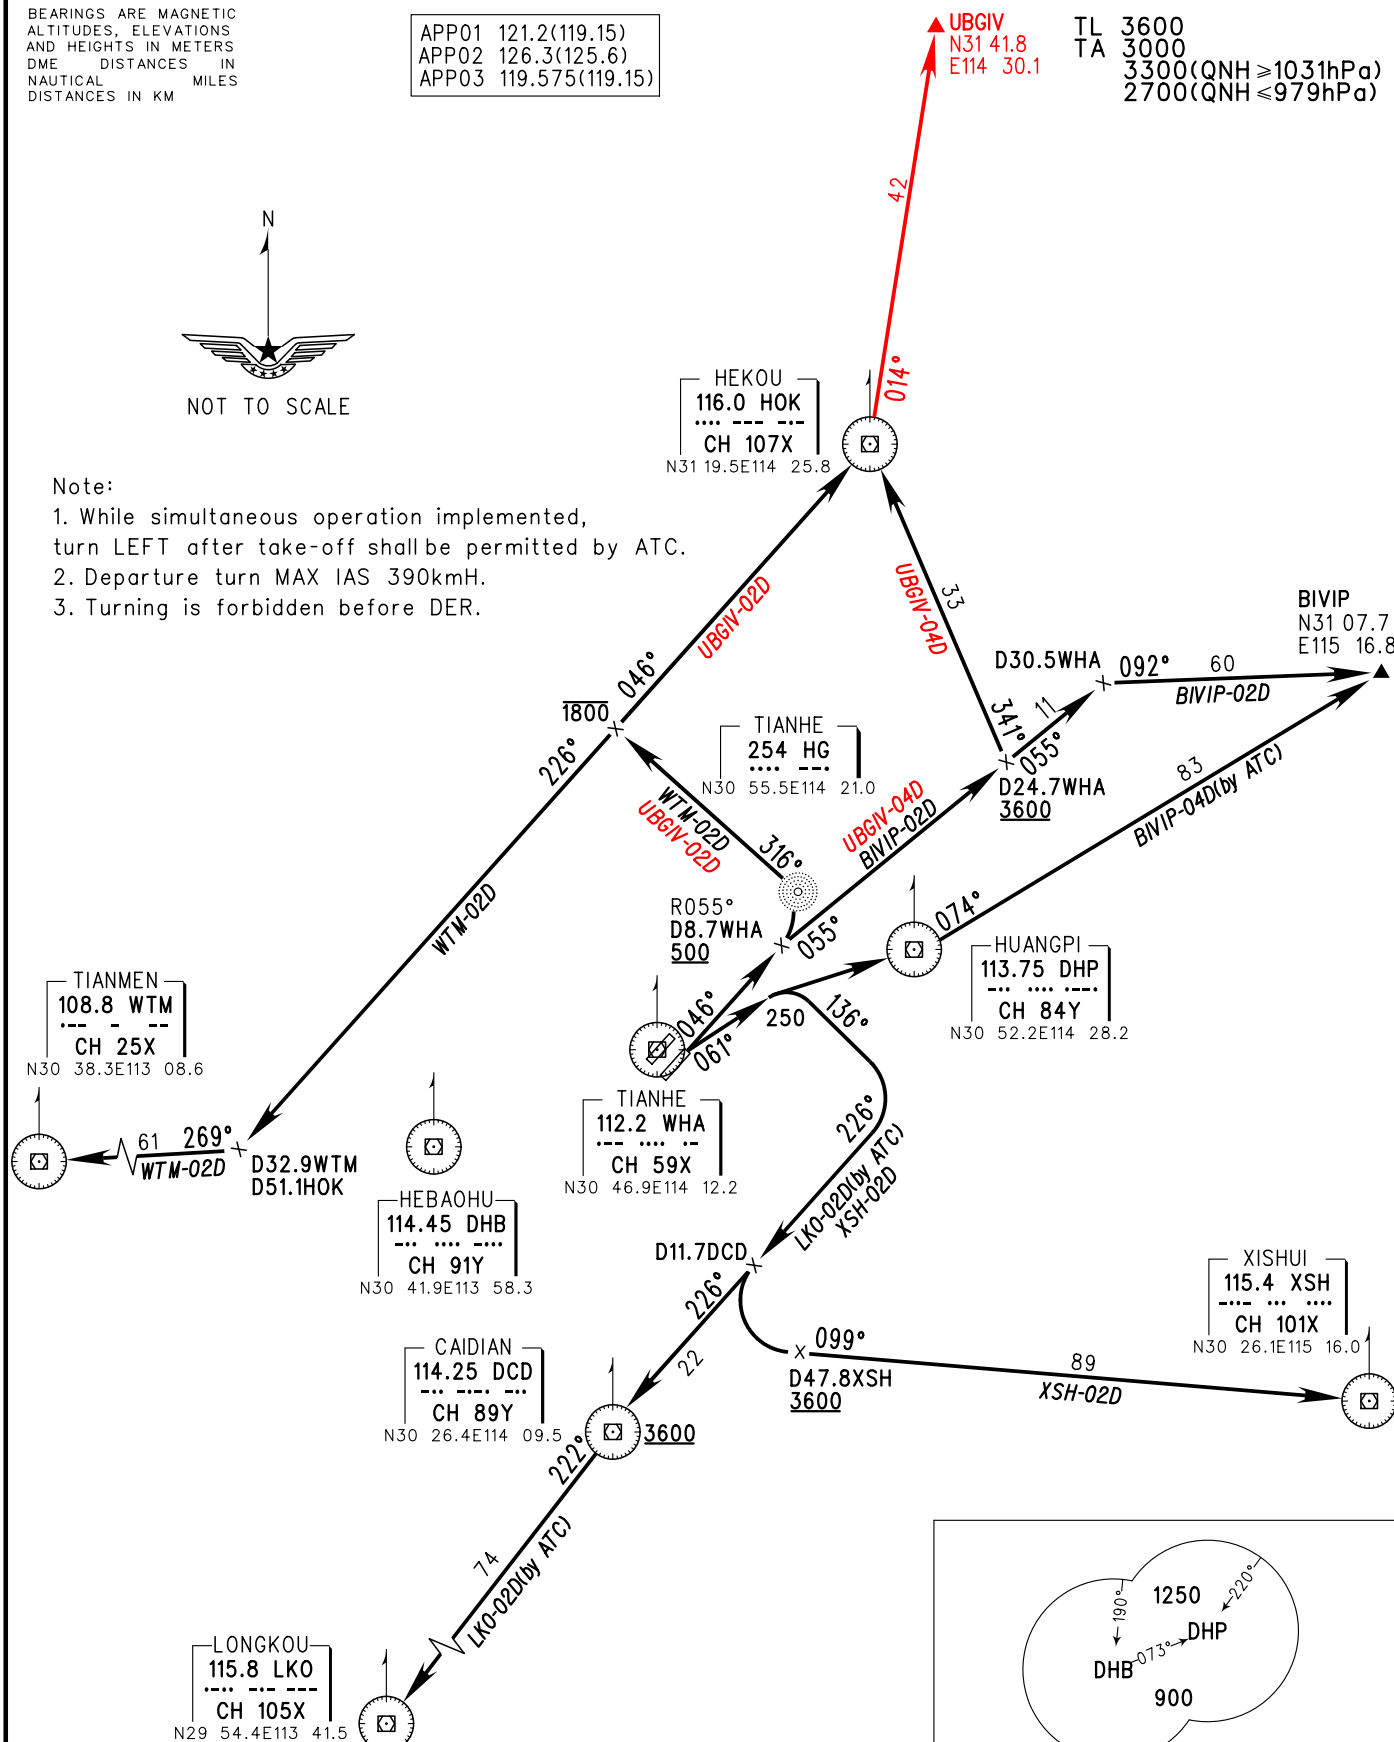 BEARINGS ARE MAGNETIC
ALTITUDES, ELEVATIONS
AND HEIGHTS IN METERS
DME DISTANCES IN
NAUTICAL MILES
DISTANCES IN KM
APP01 121.2(119.15)
APP02 126.3(125.6)
APP03 119.575(119.15)
UBGIV
N31 41.8
E114 30.1
TL 3600
TA 3000
3300(QNH ≥1031hPa)
2700(QNH ≤979hPa)
42
N
NOT TO SCALE
014°
HEKOU
116.0 HOK
CH 107X
N31 19.5E114 25.8
Note:
1. While simultaneous operation implemented,
turn LEFT after take-off shall be permitted by ATC.
2. Departure turn MAX IAS 390kmH.
3. Turning is forbidden before DER.
UBGIV-02D
UBGIV-04D
33
BIVIP
N31 07.7
E115 16.8
046°
1800
226°
D30.5WHA
092°
60
BIVIP-02D
341°
11
055°
D24.7WHA
3600
TIANHE
254 HG
N30 55.5E114 21.0
WTM-02D
UBGIV-02D
316°
UBGIV-04D
BIVIP-02D
83
BIVIP-04D(by ATC)
WTM-02D
R055°
D8.7WHA
500
055°
074°
HUANGPI
113.75 DHP
CH 84Y
N30 52.2E114 28.2
TIANMEN
108.8 WTM
CH 25X
N30 38.3E113 08.6
046°
061°
250
136°
TIANHE
112.2 WHA
CH 59X
N30 46.9E114 12.2
226°
LKO-02D(by ATC)
XSH-02D
61
269°
WTM-02D
D32.9WTM
D51.1HOK
HEBAOHU
114.45 DHB
CH 91Y
N30 41.9E113 58.3
D11.7DCD
226°
22
XISHUI
115.4 XSH
CH 101X
N30 26.1E115 16.0
099°
D47.8XSH
3600
89
XSH-02D
CAIDIAN
114.25 DCD
CH 89Y
N30 26.4E114 09.5
3600
222°
74
LKO-02D(by ATC)
LONGKOU
115.8 LKO
CH 105X
N29 54.4E113 41.5
190°
1250
220°
DHP
073°
DHB
900